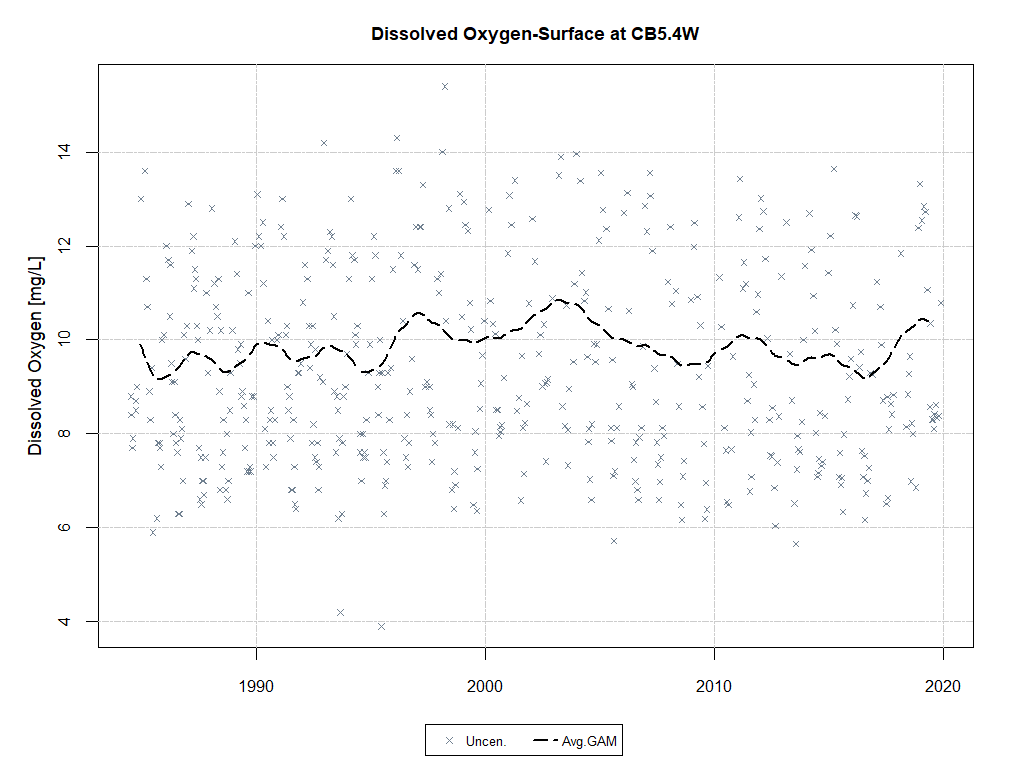 Dissolved Oxygen-Surface at CB5.4W
Dissolved Oxygen [mg/L]
14
12
10
8
6
4
1990 2000 2010 2020
Uncen. Avg.GAM